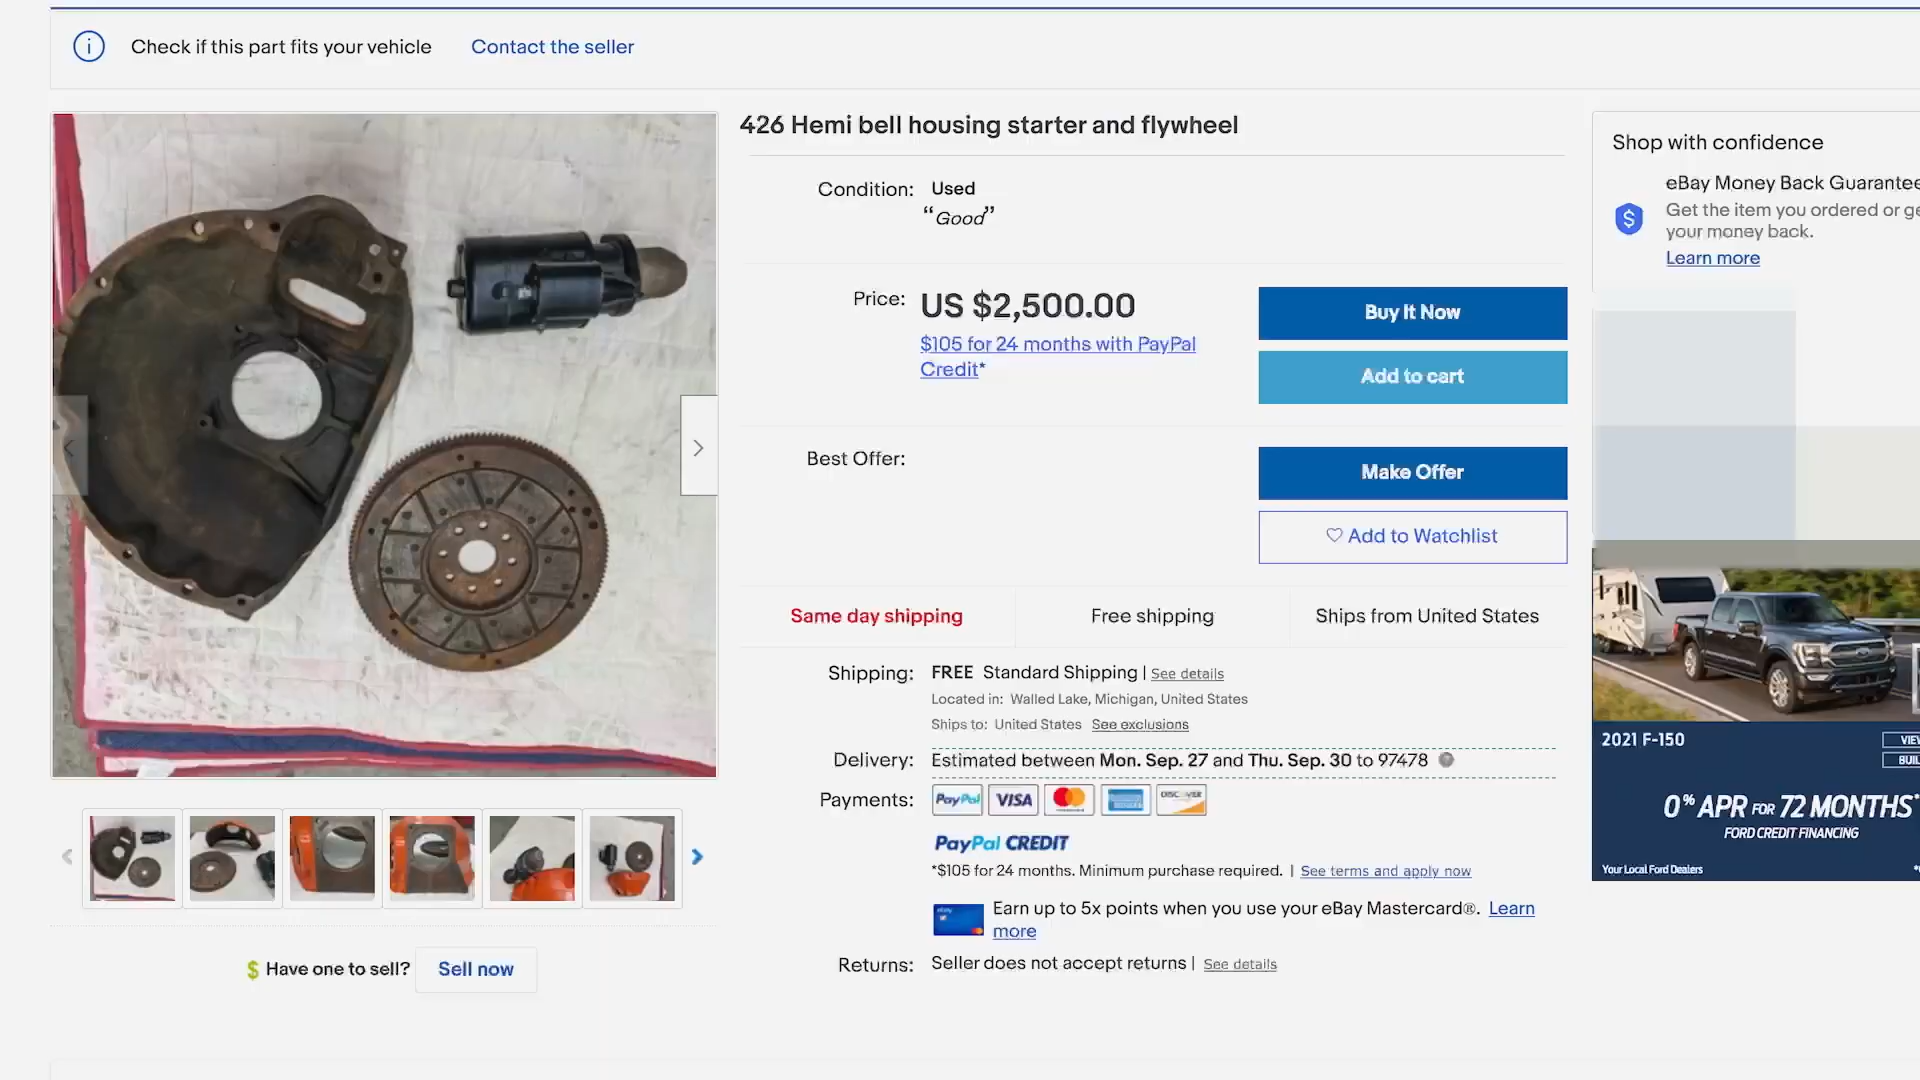 Check if this part fits your vehicle Contact the seller
426 Hemi bell housing starter and flywheel
Condition: Used
“Good”
Price: US $2,500.00
$105 for 24 months with PayPal
Credit*
Buy It Now
Add to cart
Best Offer:
Make Offer
Add to Watchlist
Same day shipping Free shipping Ships from United States
Shipping: FREE Standard Shipping | See details
Located in: Walled Lake, Michigan, United States
Ships to: United States See exclusions
Delivery: Estimated between Mon. Sep. 27 and Thu. Sep. 30 to 97478
Payments: PayPal VISA DISCOVER
PayPal CREDIT
*$105 for 24 months. Minimum purchase required. | See terms and apply now
Earn up to 5x points when you use your eBay Mastercard®. Learn
more
Returns: Seller does not accept returns | See details
$ Have one to sell? Sell now
Shop with confidence
eBay Money Back Guarantee
Get the item you ordered or ge
your money back.
Learn more
2021 F-150
VIE
BUIL
0% APR FOR 72 MONTHS*
FORD CREDIT FINANCING
Your Local Ford Dealers